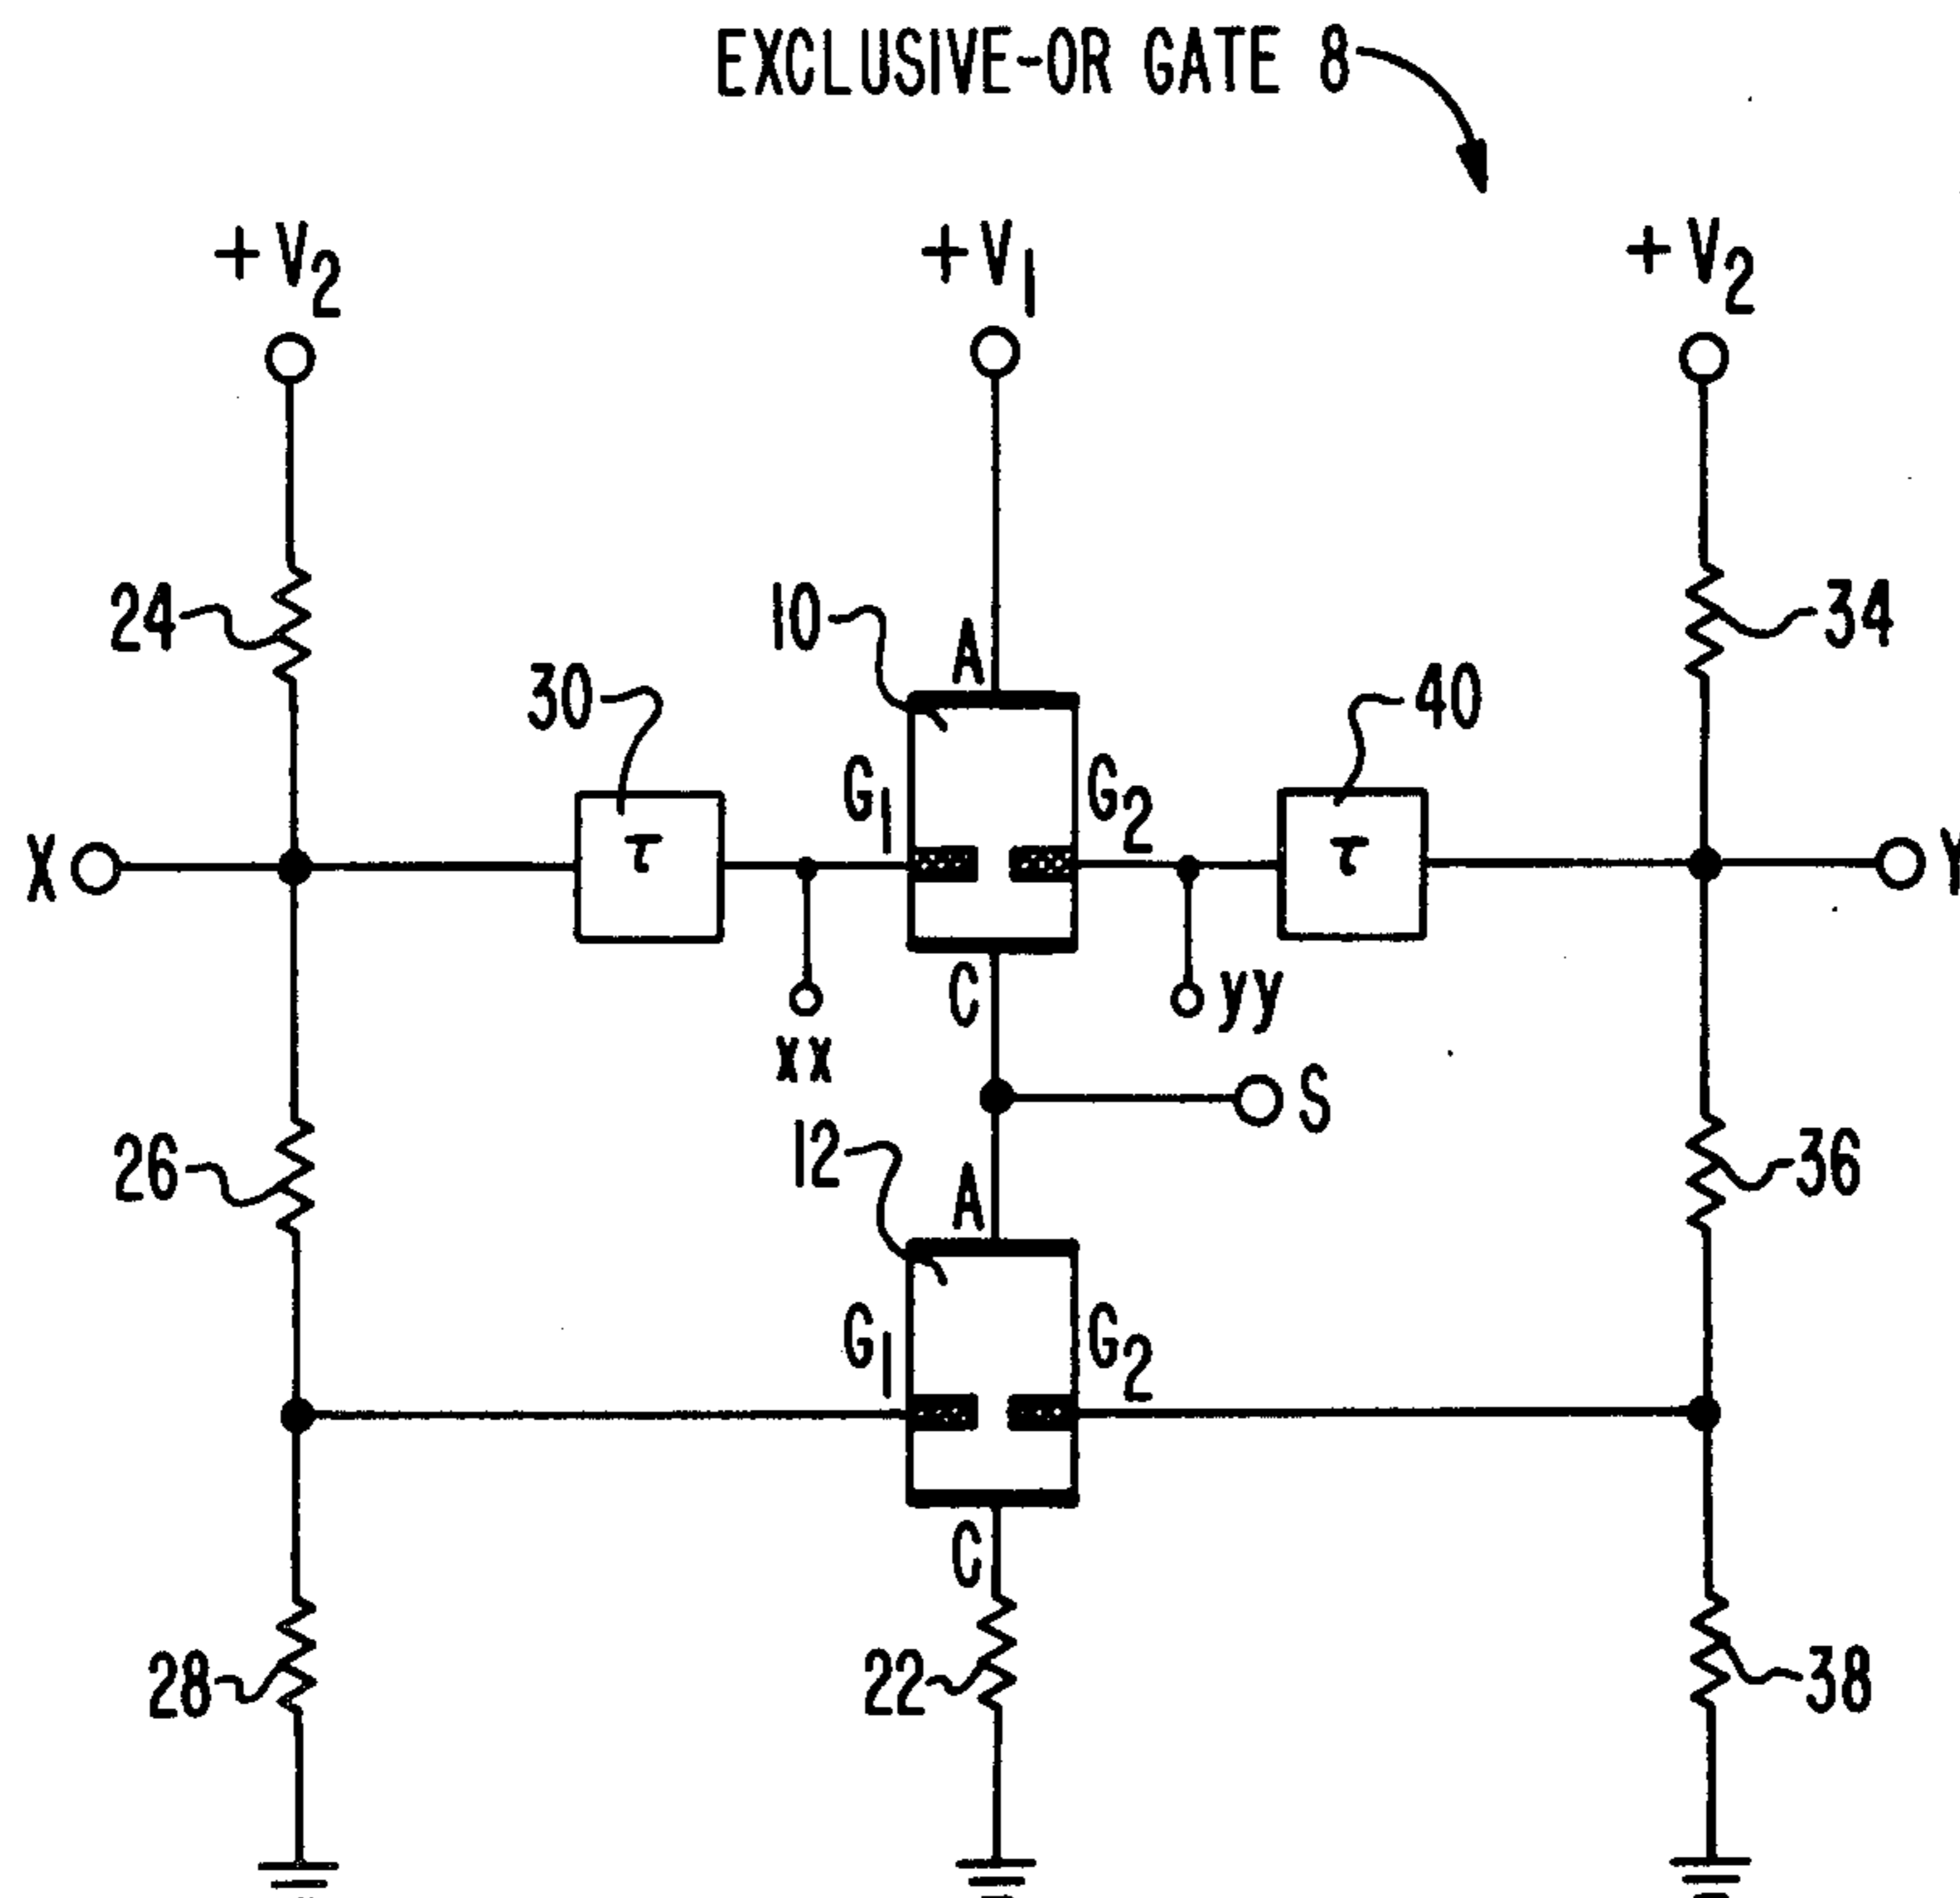 EXCLUSIVE-OR GATE 8
+V2
+V1
+V2
24
10
A
34
30
40
G1
G2
X
τ
τ
Y
C
xx
yy
S
26
12
A
36
G1
G2
C
28
22
38